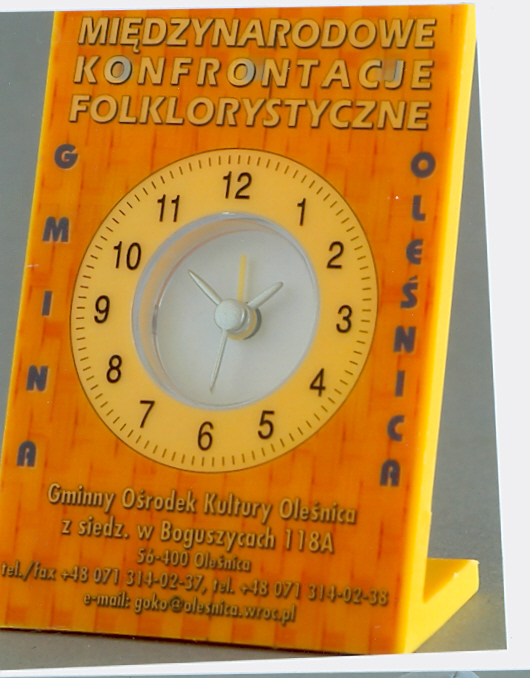 MIĘDZYNARODOWE
KONFRONTACJE
FOLKLORYSTYCZNE
GMINA
OLEŚNICA
12
1
2
3
4
5
6
7
8
9
10
11
Gminny Ośrodek Kultury Oleśnica
z siedz. w Boguszycach 118A
56-400 Oleśnica
tel./fax +48 071 314-02-37, tel. +48 071 314-02-38
e-mail: goko@olesnica.wroc.pl